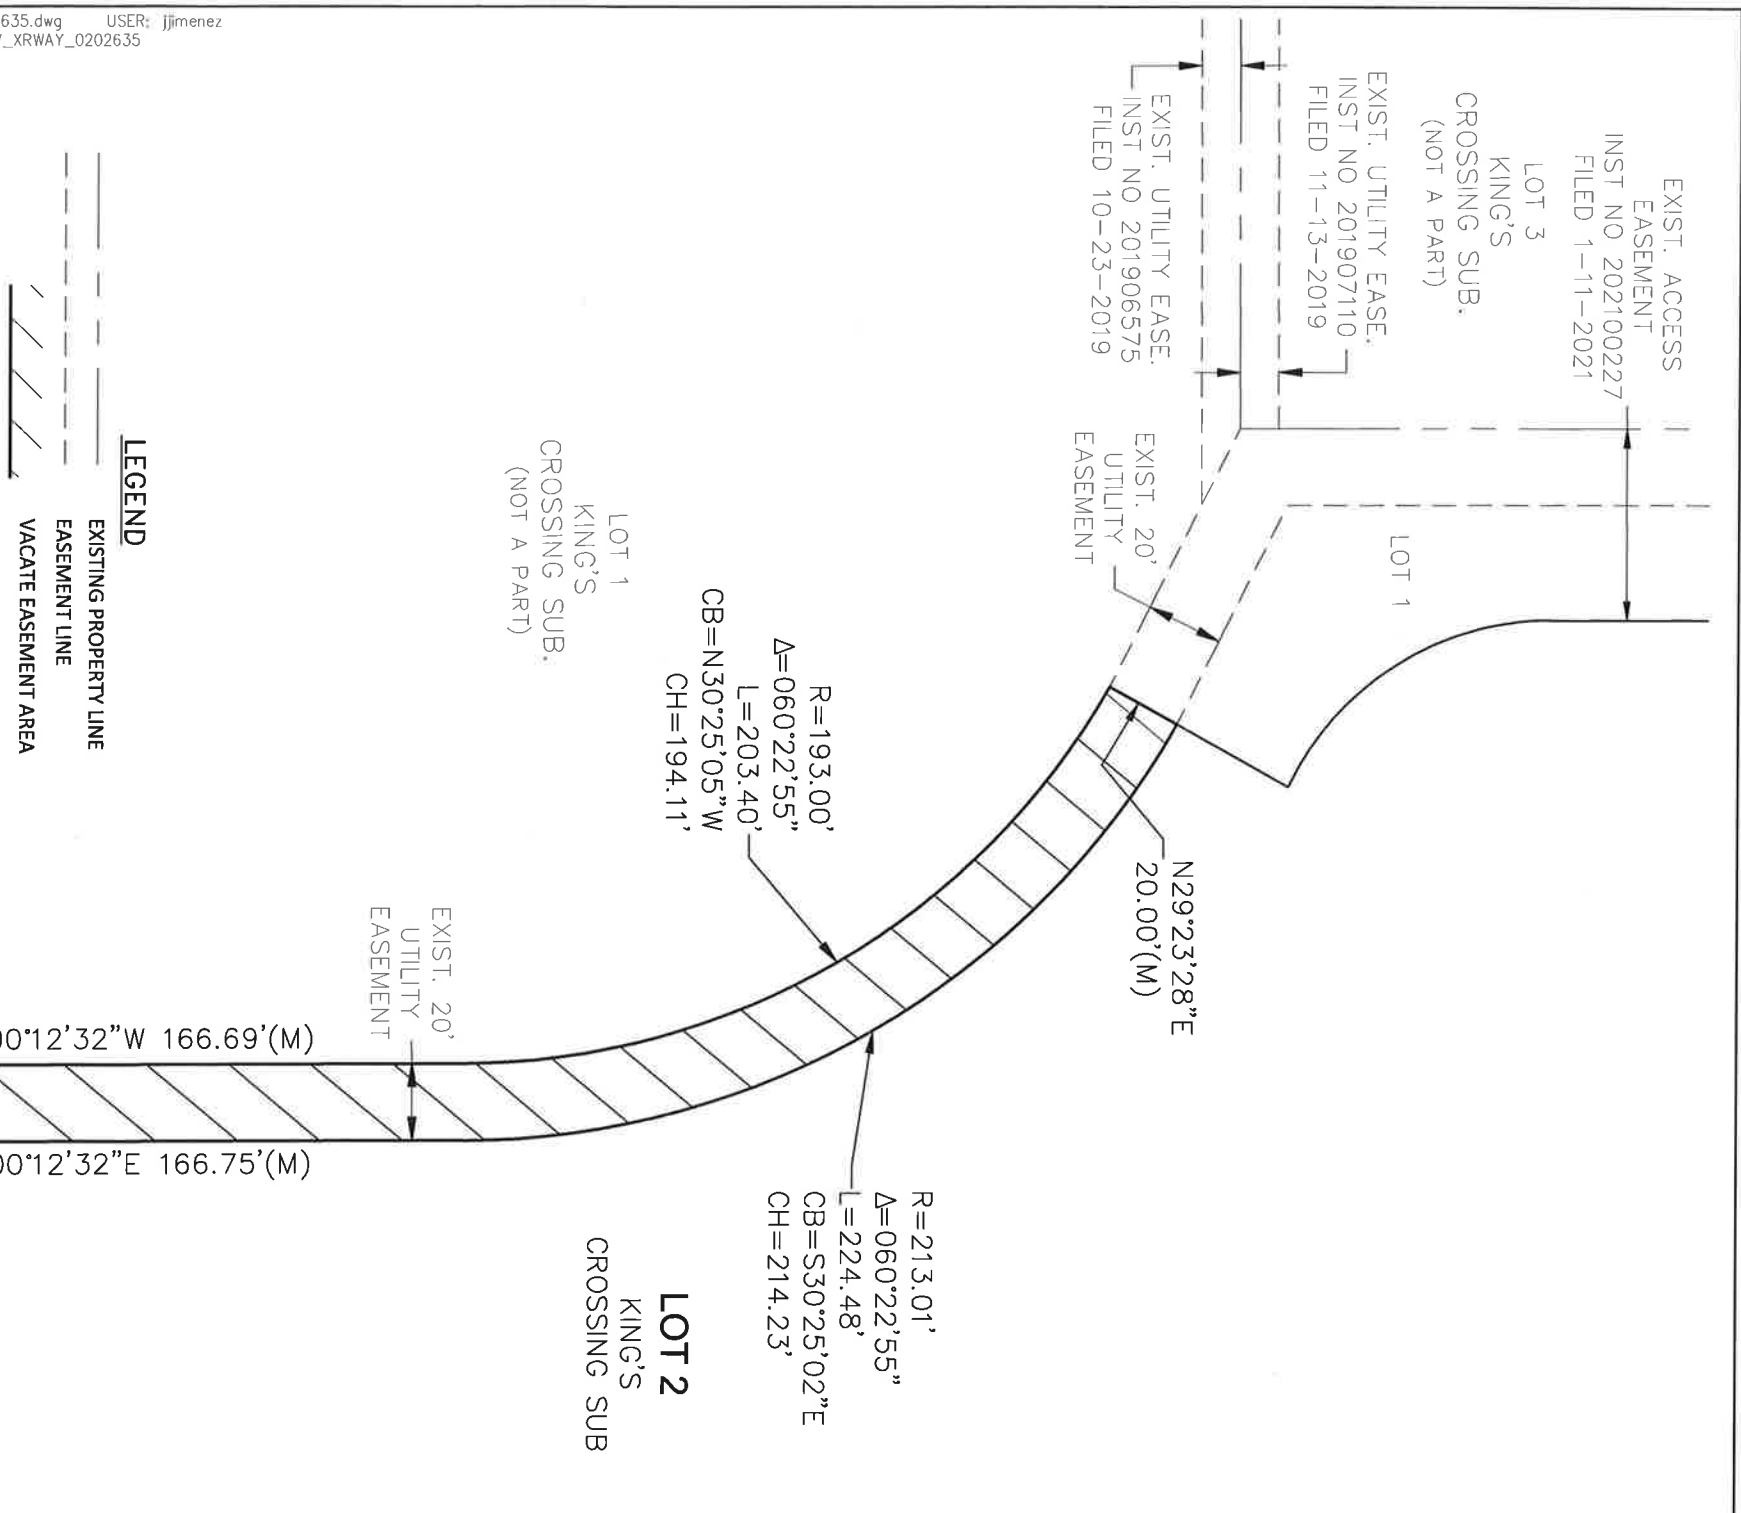 635.dwg USER: jjimenez
_XRWAY_0202635
EXIST. ACCESS
EASEMENT
INST NO 202100227
FILED 1-11-2021
LOT 3
KING'S
CROSSING SUB.
(NOT A PART)
EXIST. UTILITY EASE.
INST NO 201907110
FILED 11-13-2019
EXIST. UTILITY EASE.
INST NO 201906575
FILED 10-23-2019
LOT 1
EXIST. 20'
UTILITY
EASEMENT
N29°23'28"E
20.00'(M)
R=193.00'
Δ=060°22'55"
L=203.40'
CB=N30°25'05"W
CH=194.11'
R=213.01'
Δ=060°22'55"
L=224.48'
CB=S30°25'02"E
CH=214.23'
LOT 1
KING'S
CROSSING SUB.
(NOT A PART)
LOT 2
KING'S
CROSSING SUB
EXIST. 20'
UTILITY
EASEMENT
00°12'32"W 166.69'(M)
00°12'32"E 166.75'(M)
LEGEND
EXISTING PROPERTY LINE
EASEMENT LINE
VACATE EASEMENT AREA